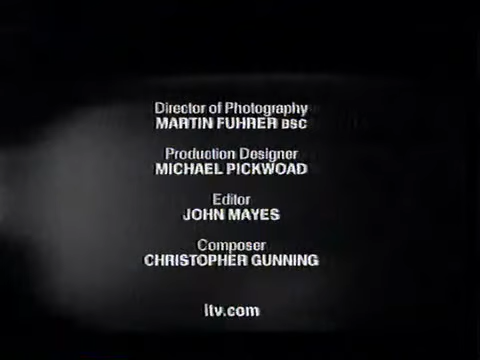 Director of Photography
MARTIN FUHRER BSC
Production Designer
MICHAEL PICKWOAD
Editor
JOHN MAYES
Composer
CHRISTOPHER GUNNING
itv.com